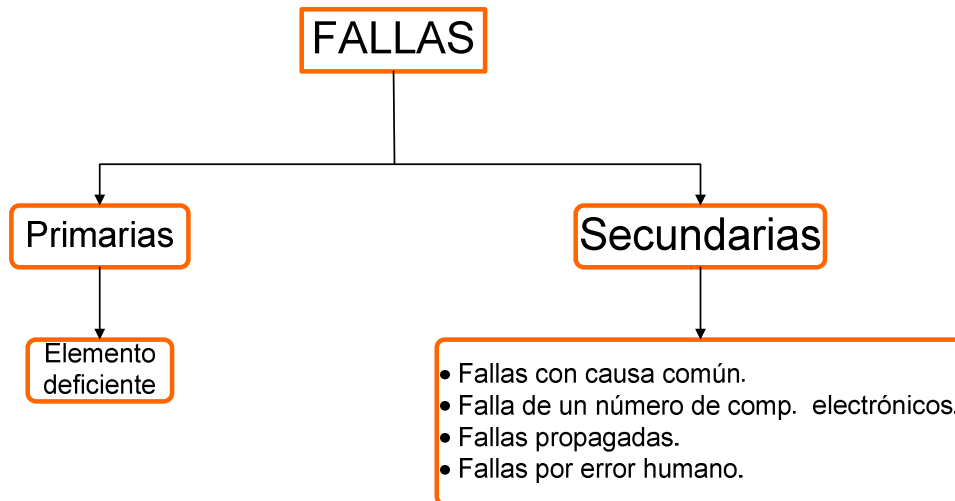 FALLAS
Primarias
Secundarias
Elemento
deficiente
• Fallas con causa común.
• Falla de un número de comp. electrónicos.
• Fallas propagadas.
• Fallas por error humano.